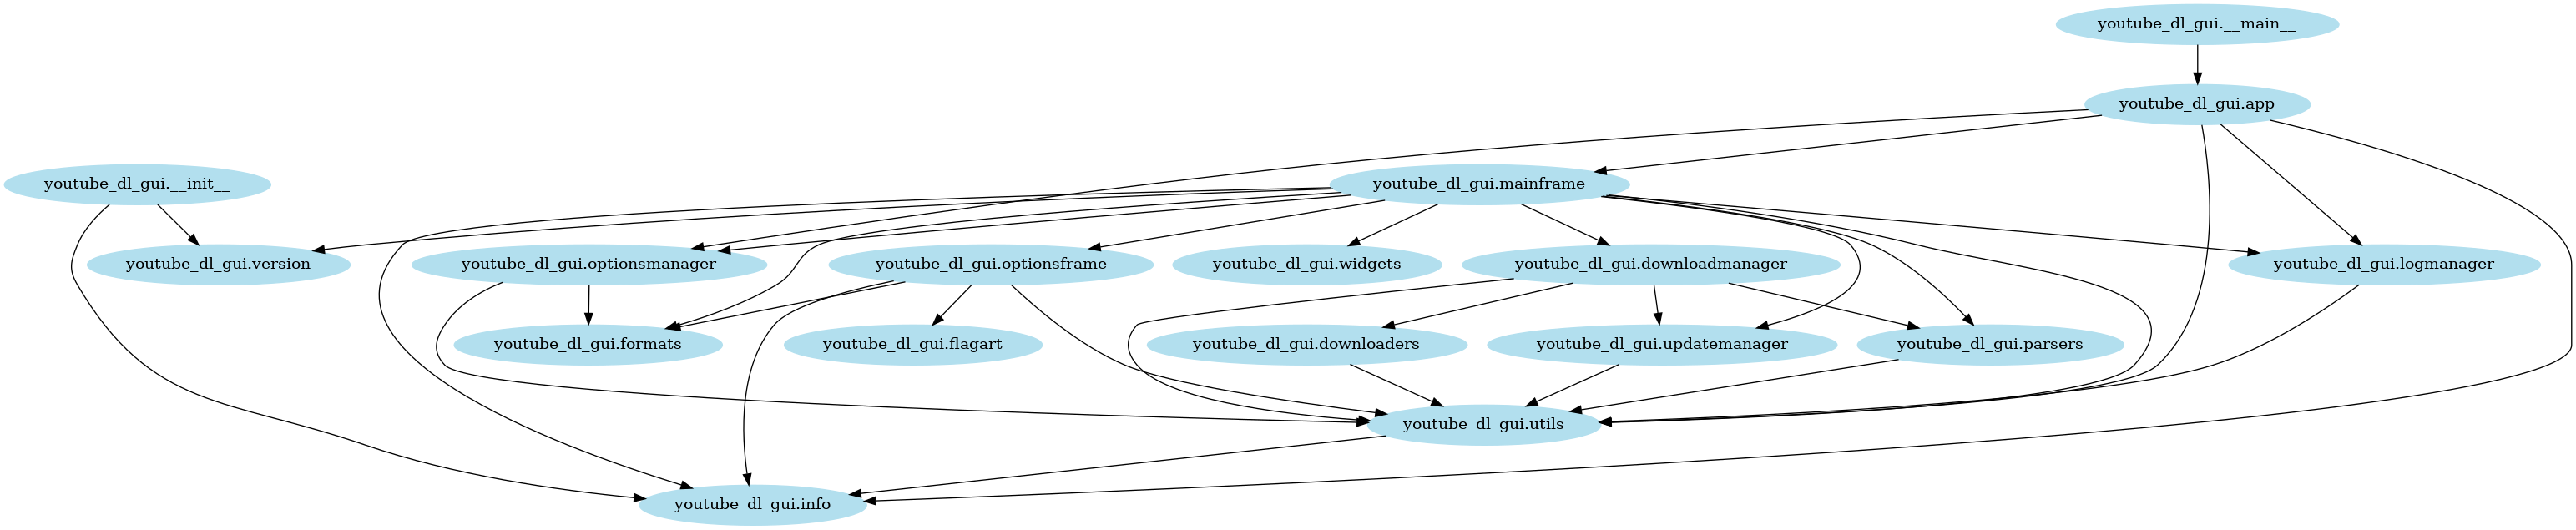 youtube_dl_gui.__main__
youtube_dl_gui.app
youtube_dl_gui.__init__
youtube_dl_gui.mainframe
youtube_dl_gui.version
youtube_dl_gui.optionsmanager
youtube_dl_gui.optionsframe
youtube_dl_gui.widgets
youtube_dl_gui.downloadmanager
youtube_dl_gui.logmanager
youtube_dl_gui.formats
youtube_dl_gui.flagart
youtube_dl_gui.downloaders
youtube_dl_gui.updatemanager
youtube_dl_gui.parsers
youtube_dl_gui.utils
youtube_dl_gui.info